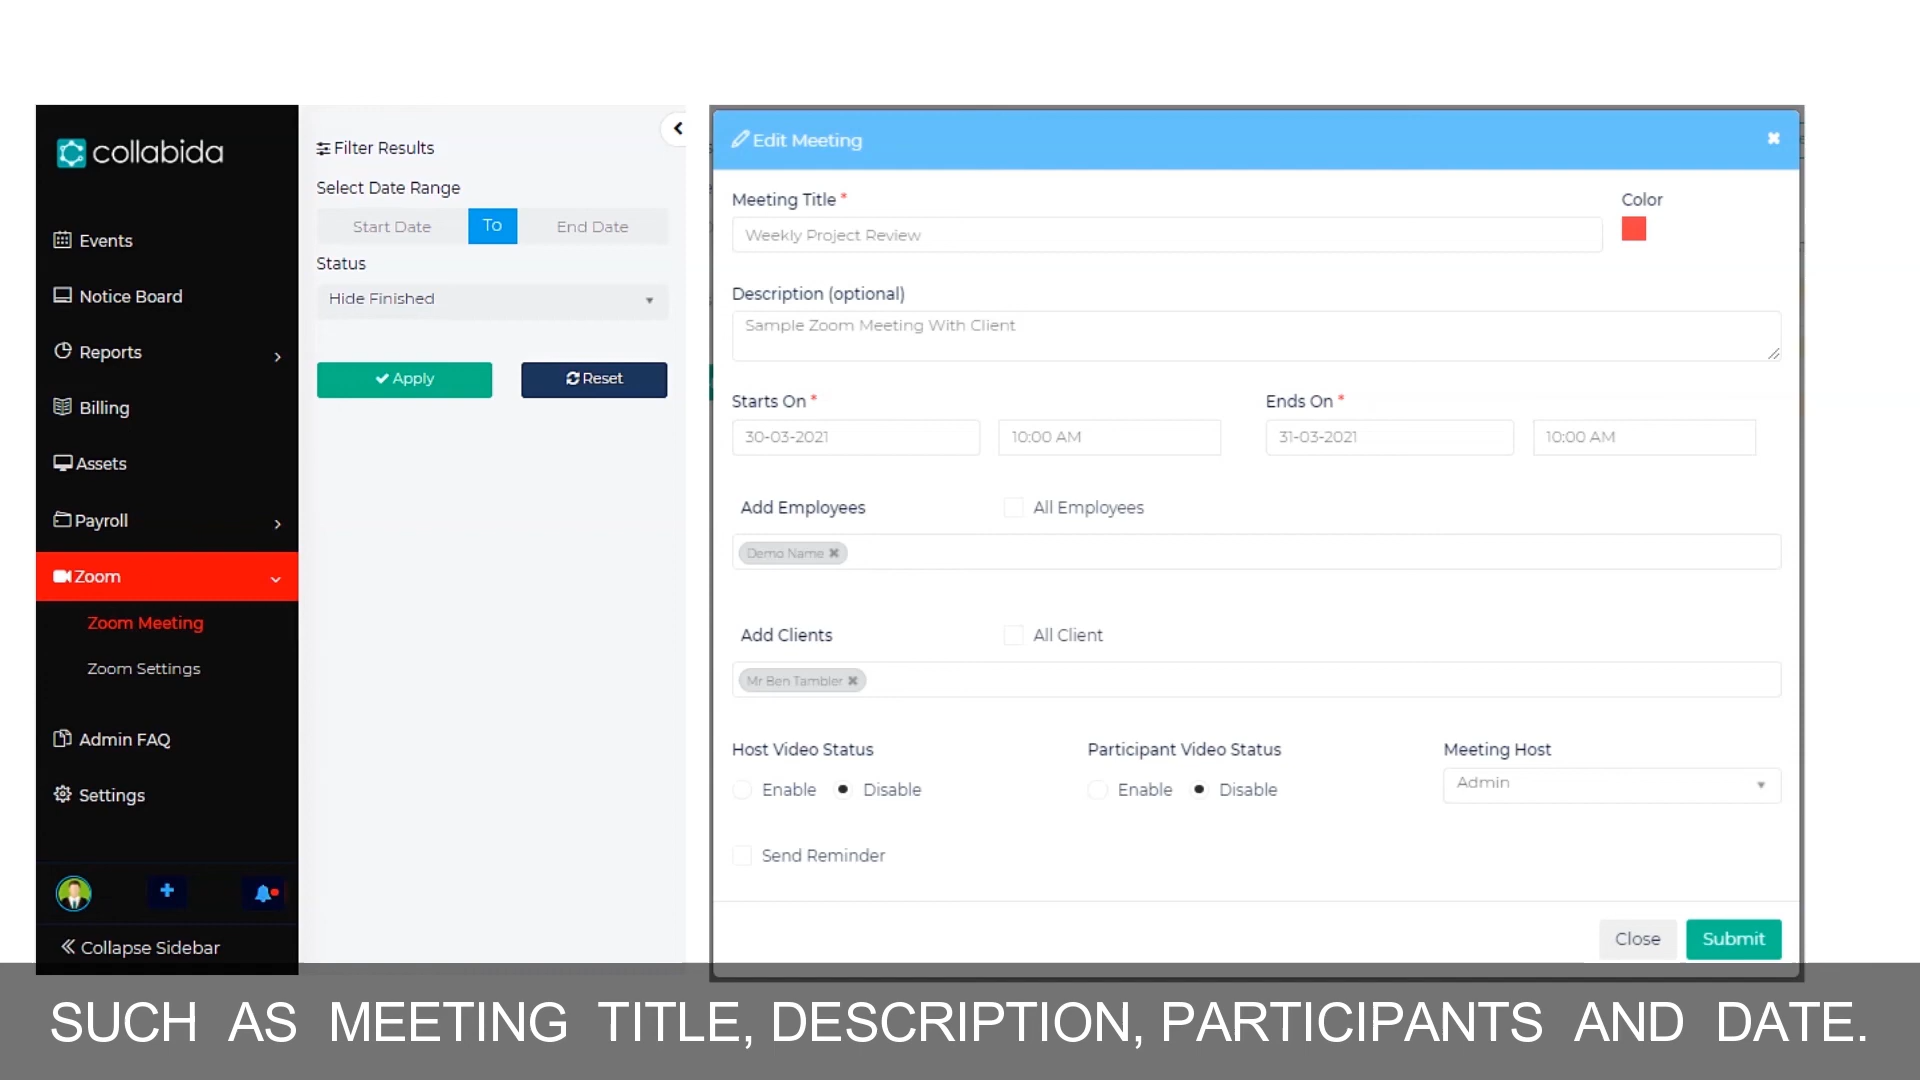 collabida
Events
Notice Board
Reports
Billing
Assets
Payroll
Zoom
Zoom Meeting
Zoom Settings
Admin FAQ
Settings
Collapse Sidebar
Filter Results
Select Date Range
Start Date To End Date
Status
Hide Finished
Apply Reset
Edit Meeting
Meeting Title * Color
Weekly Project Review
Description (optional)
Sample Zoom Meeting With Client
Starts On * Ends On *
30-03-2021 10:00 AM 31-03-2021 10:00 AM
Add Employees All Employees
Demo Name
Add Clients All Client
Mr Ben Tambler
Host Video Status Participant Video Status Meeting Host
Enable Disable Enable Disable Admin
Send Reminder
Close Submit
SUCH AS MEETING TITLE, DESCRIPTION, PARTICIPANTS AND DATE.